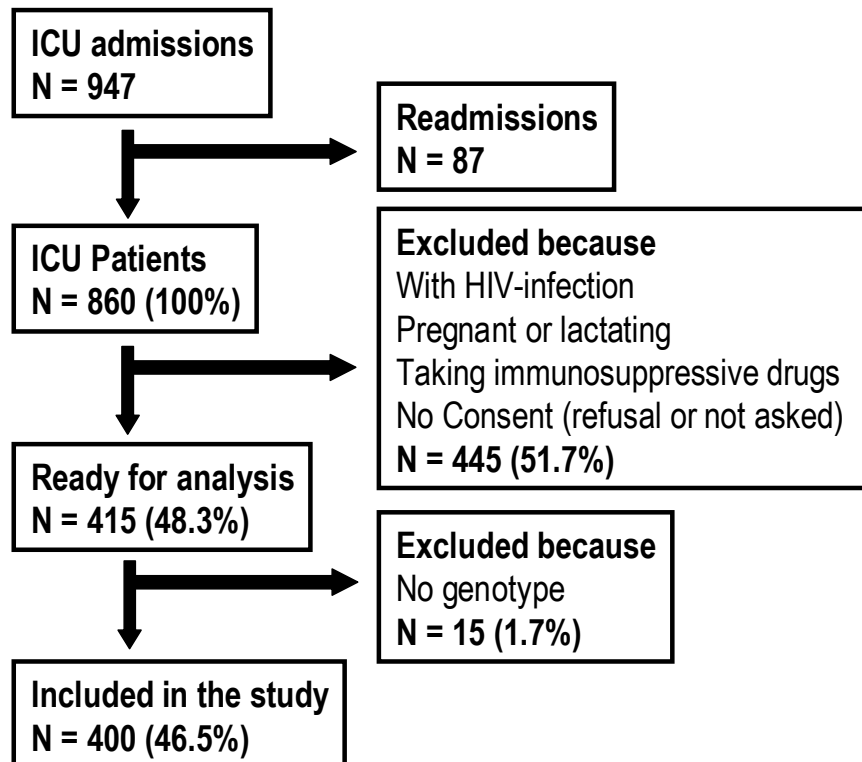 ICU admissions
N = 947
Readmissions
N = 87
ICU Patients
N = 860 (100%)
Excluded because
With HIV-infection
Pregnant or lactating
Taking immunosuppressive drugs
No Consent (refusal or not asked)
N = 445 (51.7%)
Ready for analysis
N = 415 (48.3%)
Excluded because
No genotype
N = 15 (1.7%)
Included in the study
N = 400 (46.5%)